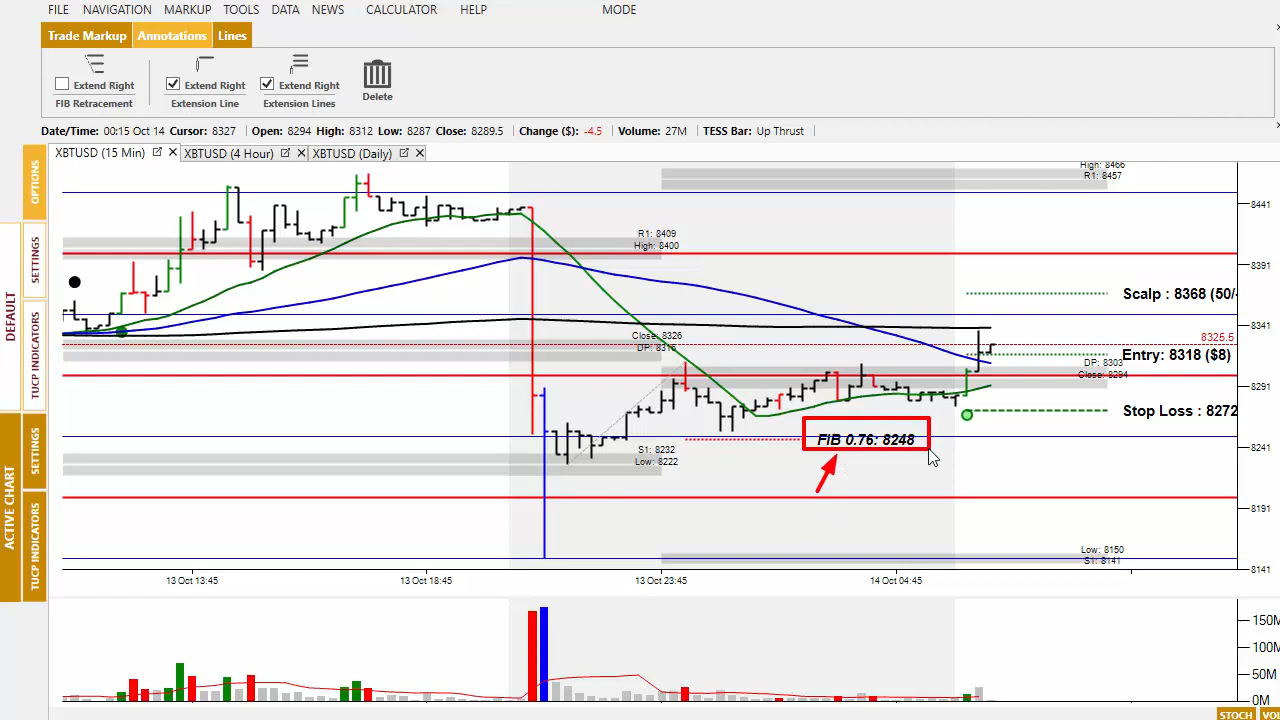 FILE NAVIGATION MARKUP TOOLS DATA NEWS CALCULATOR HELP MODE
Trade Markup Annotations Lines
Extend Right Extend Right Extend Right
FIB Retracement Extension Line Extension Lines Delete
Date/Time: 00:15 Oct 14 Cursor: 8327 Open: 8294 High: 8312 Low: 8287 Close: 8289.5 Change ($): -4.5 Volume: 27M TESS Bar: Up Thrust
XBTUSD (15 Min) XBTUSD (4 Hour) XBTUSD (Daily)
OPTIONS
SETTINGS
TUCP INDICATORS
DEFAULT
SETTINGS
TUCP INDICATORS
ACTIVE CHART
High: 8466
R1: 8457
8441
R1: 8409
High: 8400
8391
Scalp : 8368 (50/-
8341
Close: 8326
8325.5
DP: 8316
Entry: 8318 ($8)
DP: 8303
Close: 8294
8291
Stop Loss : 8272
FIB 0.76: 8248
8241
S1: 8232
Low: 8222
8191
Low: 8150
S1: 8141
8141
13 Oct 13:45 13 Oct 18:45 13 Oct 23:45 14 Oct 04:45
150M
100M
50M
0M
STOCH